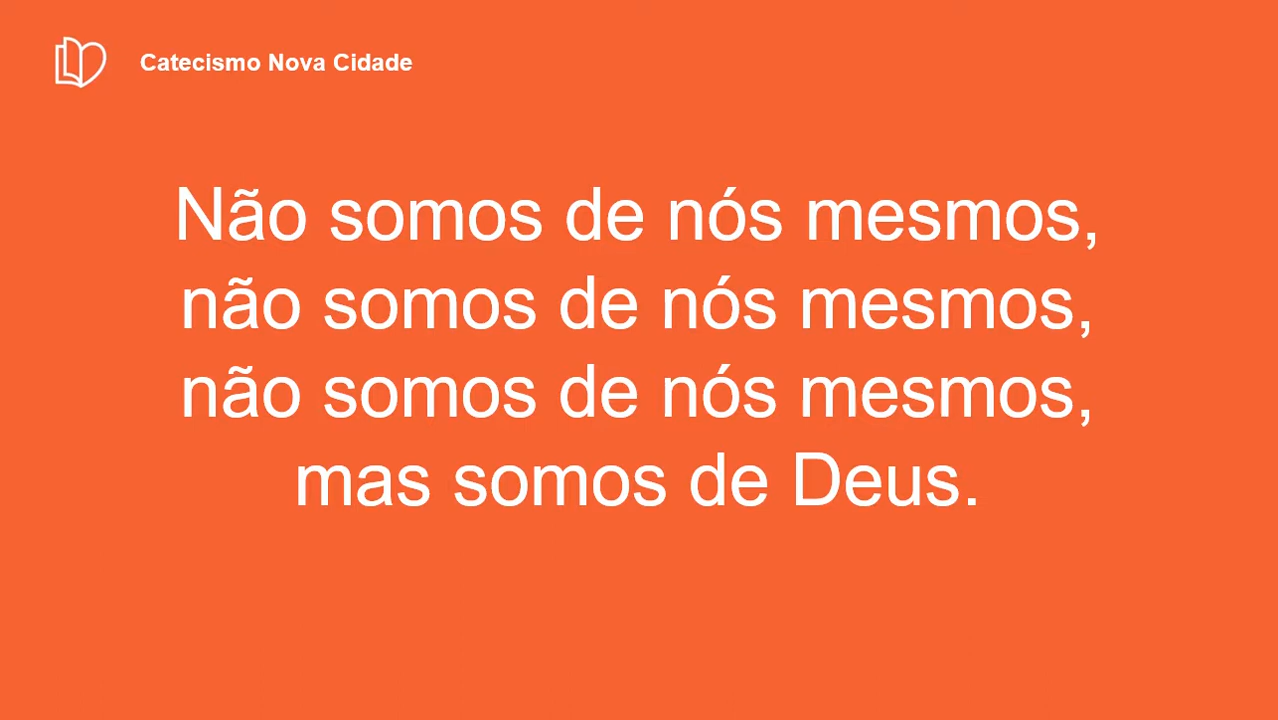 Catecismo Nova Cidade
Não somos de nós mesmos,
não somos de nós mesmos,
não somos de nós mesmos,
mas somos de Deus.